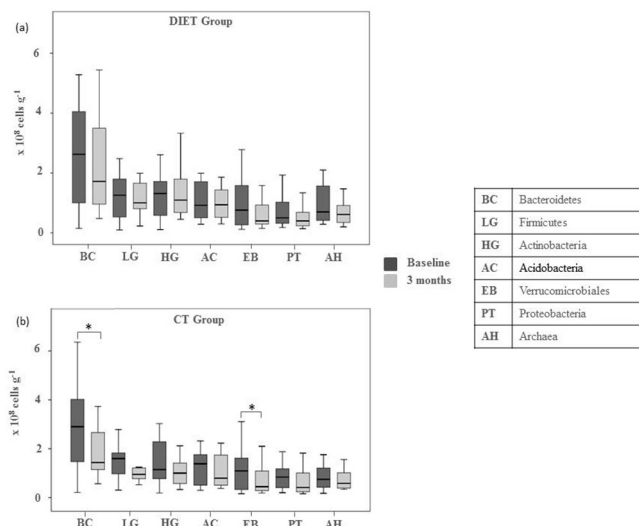 (a)
DIET Group
6
4
2
0
x 10⁸ cells g⁻¹
BC LG HG AC EB PT AH
Baseline
3 months
BC Bacteroidetes
LG Firmicutes
HG Actinobacteria
AC Acidobacteria
EB Verrucomicrobiales
PT Proteobacteria
AH Archaea
(b)
CT Group
*
*
6
4
2
0
x 10⁸ cells g⁻¹
BC LG HG AC EB PT AH